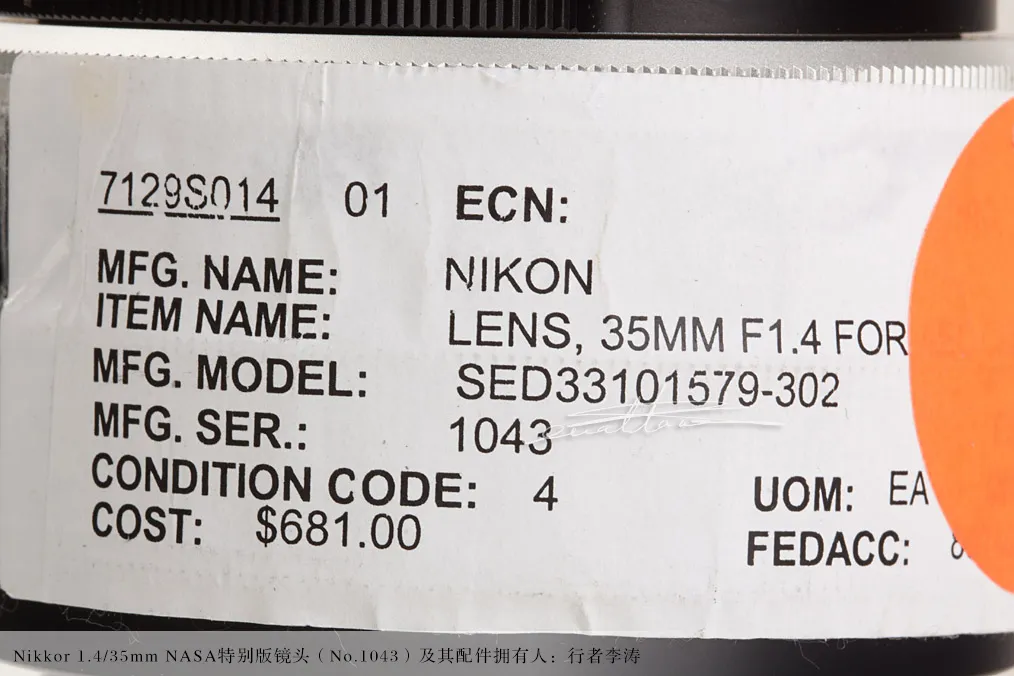 7129S014 01 ECN:
MFG. NAME: NIKON
ITEM NAME: LENS, 35MM F1.4 FOR
MFG. MODEL: SED33101579-302
MFG. SER.: 1043
CONDITION CODE: 4 UOM: EA
COST: $681.00 FEDACC:
Nikkor 1.4/35mm NASA特别版镜头（No.1043）及其配件拥有人：行者李涛